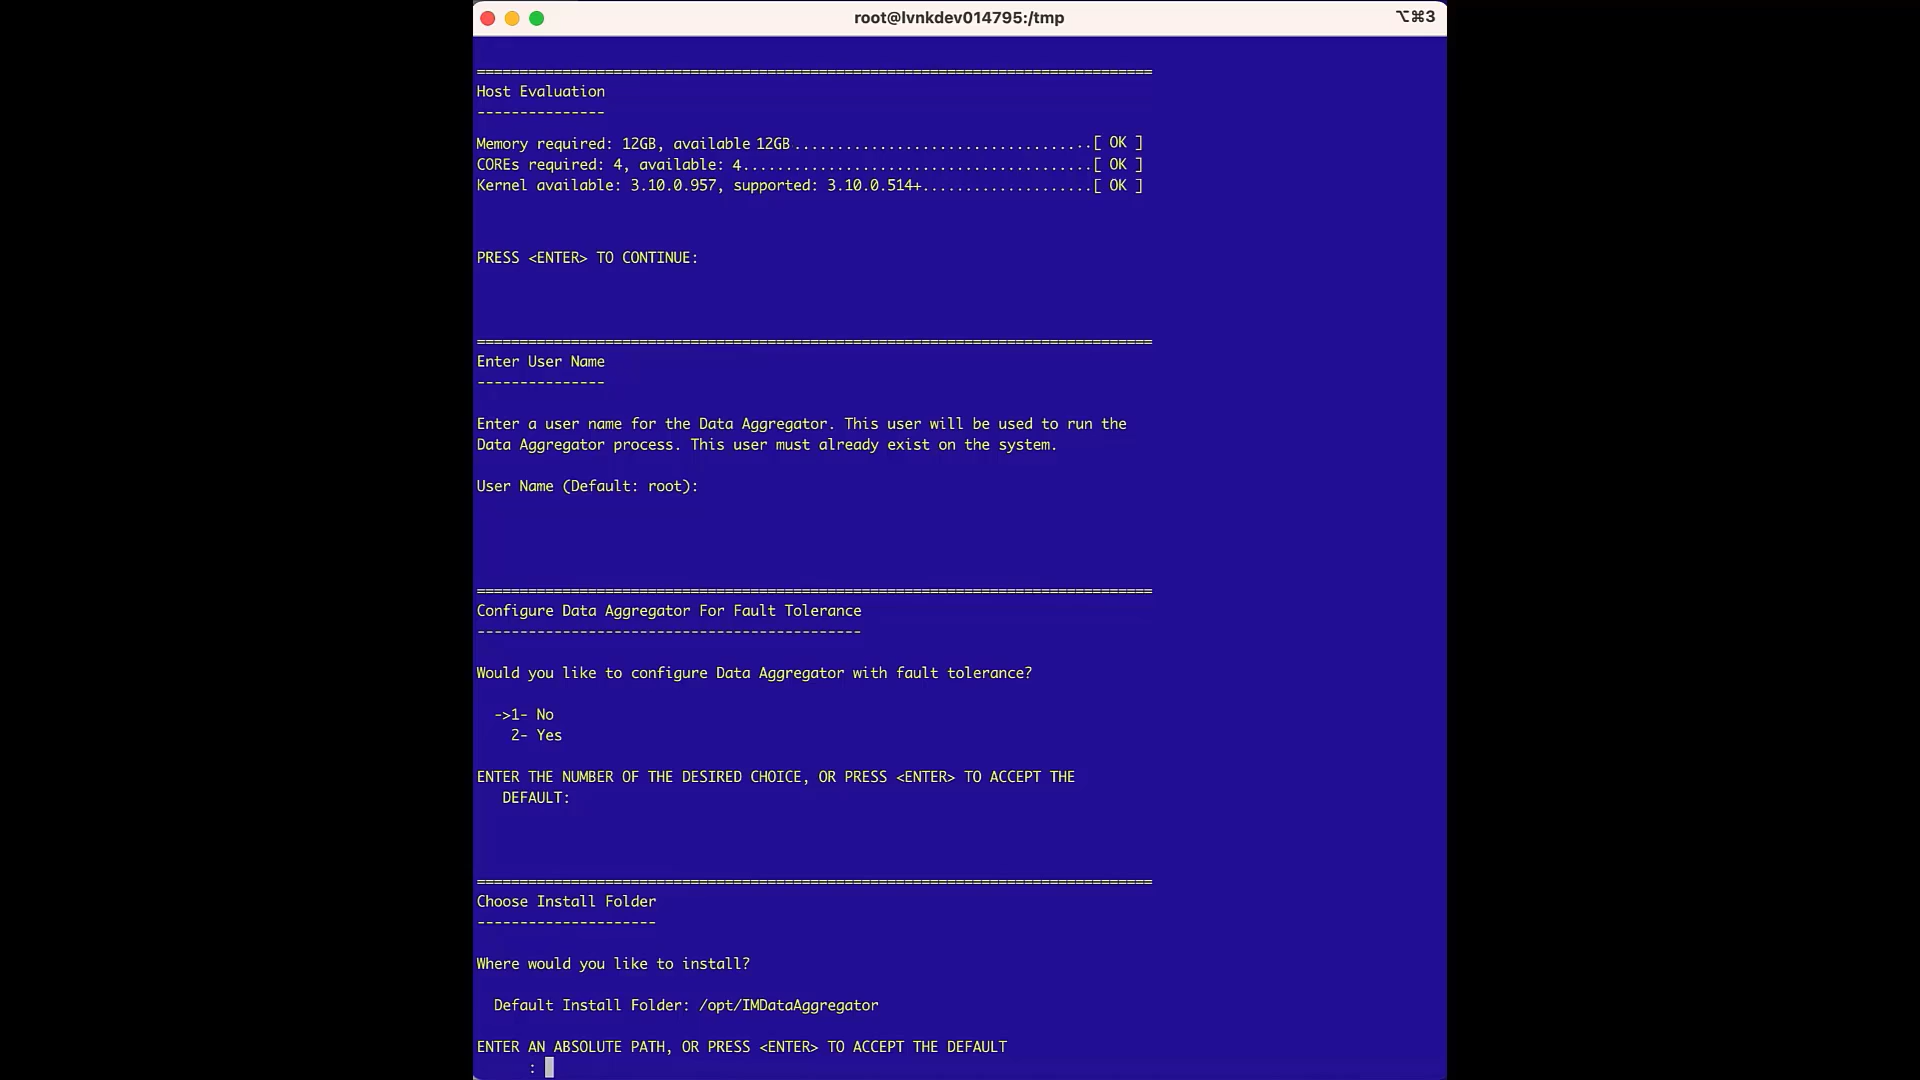 root@lvnkdev014795:/tmp
⌥⌘3
===============================================================================
Host Evaluation
---------------
Memory required: 12GB, available 12GB...................................[ OK ]
COREs required: 4, available: 4.........................................[ OK ]
Kernel available: 3.10.0.957, supported: 3.10.0.514+....................[ OK ]
PRESS <ENTER> TO CONTINUE:
===============================================================================
Enter User Name
---------------
Enter a user name for the Data Aggregator. This user will be used to run the
Data Aggregator process. This user must already exist on the system.
User Name (Default: root):
===============================================================================
Configure Data Aggregator For Fault Tolerance
---------------------------------------------
Would you like to configure Data Aggregator with fault tolerance?
->1- No
2- Yes
ENTER THE NUMBER OF THE DESIRED CHOICE, OR PRESS <ENTER> TO ACCEPT THE
DEFAULT:
===============================================================================
Choose Install Folder
---------------------
Where would you like to install?
Default Install Folder: /opt/IMDataAggregator
ENTER AN ABSOLUTE PATH, OR PRESS <ENTER> TO ACCEPT THE DEFAULT
: